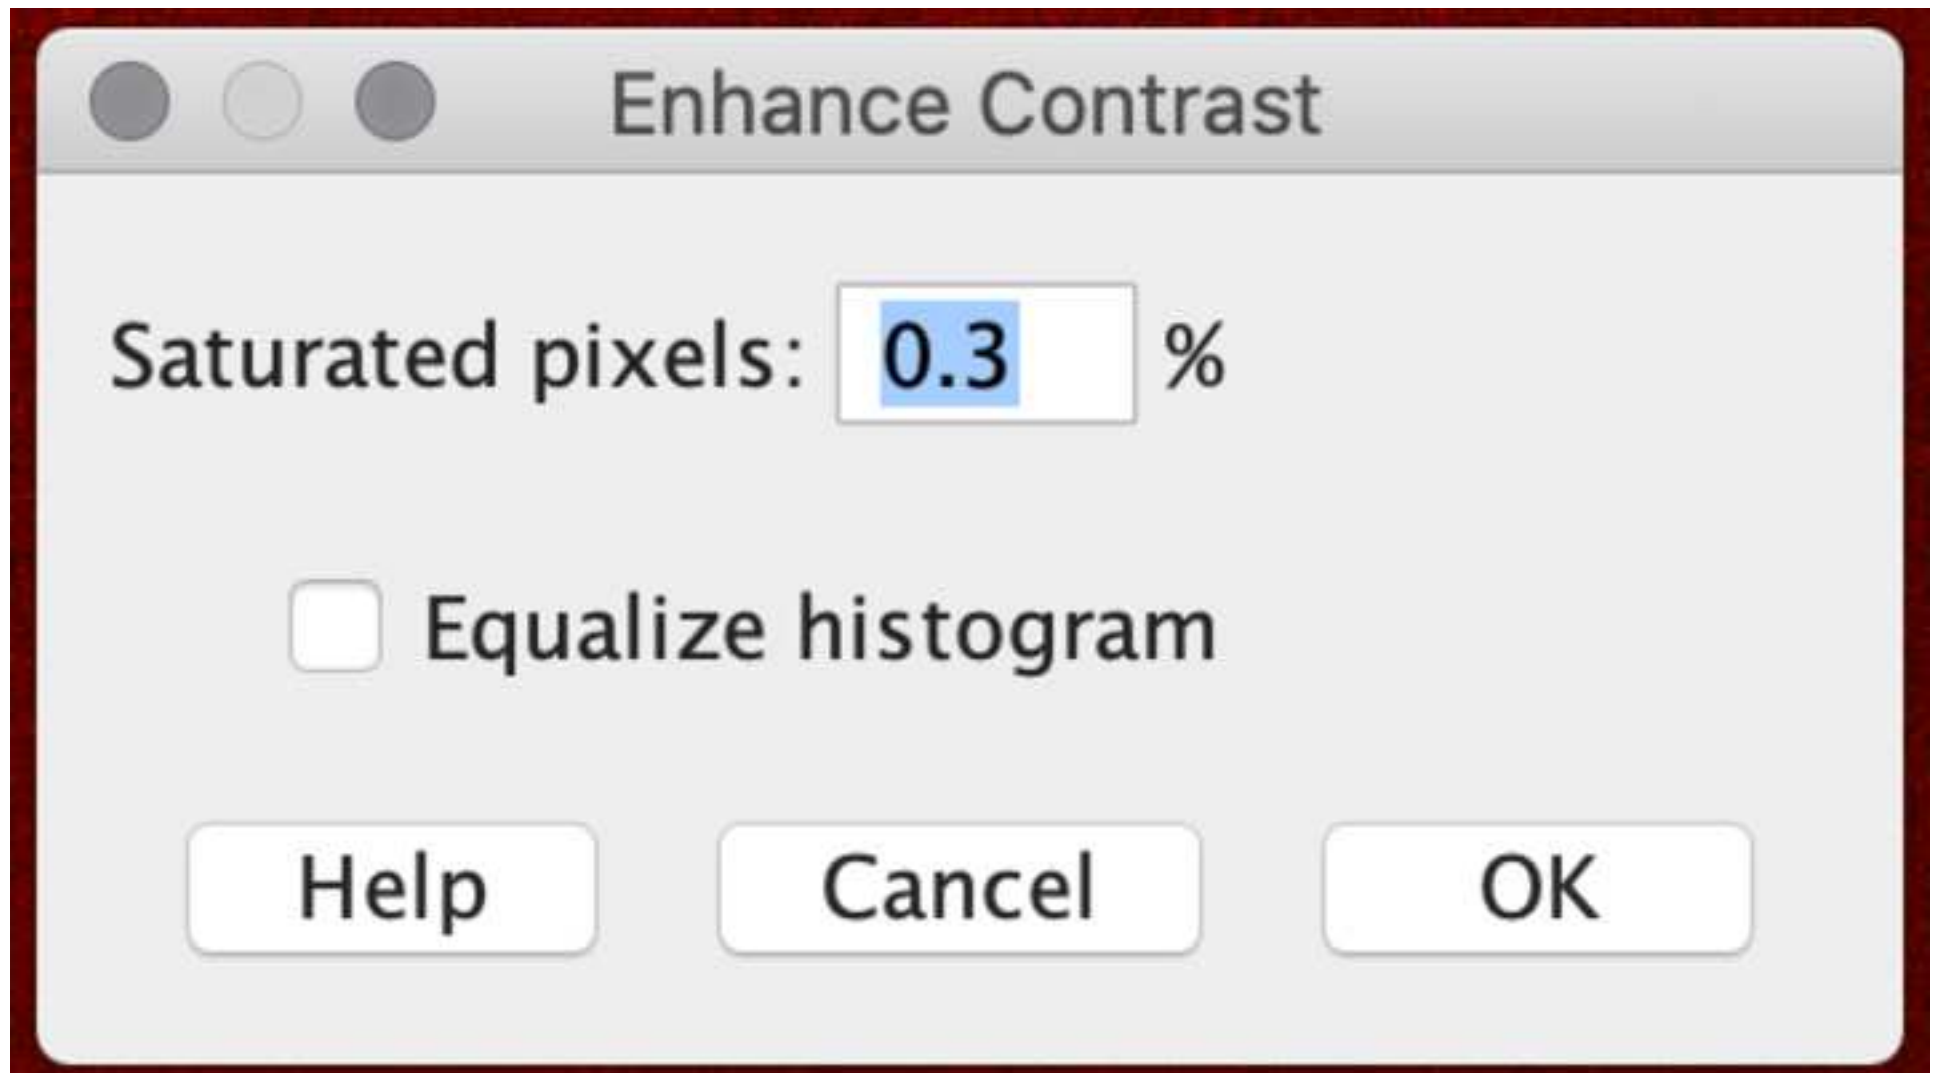 Enhance Contrast
Saturated pixels: 0.3 %
Equalize histogram
Help Cancel OK